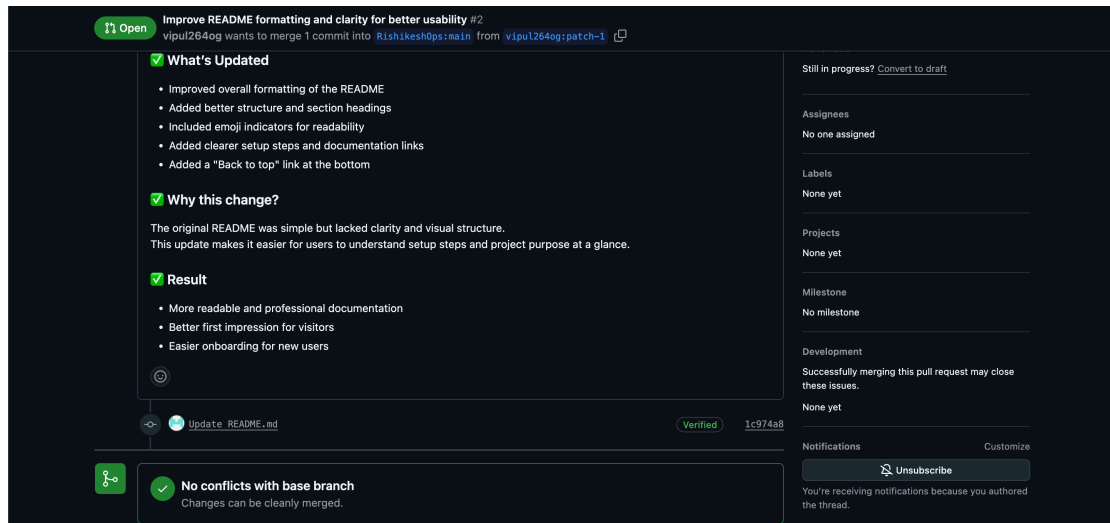 Open
Improve README formatting and clarity for better usability #2
vipul264og wants to merge 1 commit into RishikeshOps:main from vipul264og:patch-1
What's Updated
• Improved overall formatting of the README
• Added better structure and section headings
• Included emoji indicators for readability
• Added clearer setup steps and documentation links
• Added a "Back to top" link at the bottom
Why this change?
The original README was simple but lacked clarity and visual structure.
This update makes it easier for users to understand setup steps and project purpose at a glance.
Result
• More readable and professional documentation
• Better first impression for visitors
• Easier onboarding for new users
Update README.md
Verified
1c974a8
No conflicts with base branch
Changes can be cleanly merged.
Still in progress? Convert to draft
Assignees
No one assigned
Labels
None yet
Projects
None yet
Milestone
No milestone
Development
Successfully merging this pull request may close
these issues.
None yet
Notifications
Customize
Unsubscribe
You're receiving notifications because you authored
the thread.